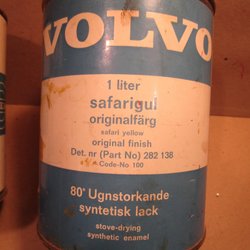 VOLVO
1 liter
safarigul
originalfärg
safari yellow
original finish
Det. nr (Part No) 282 138
Code-No 100
80° Ugnstorkande
syntetisk lack
stove-drying
synthetic enamel